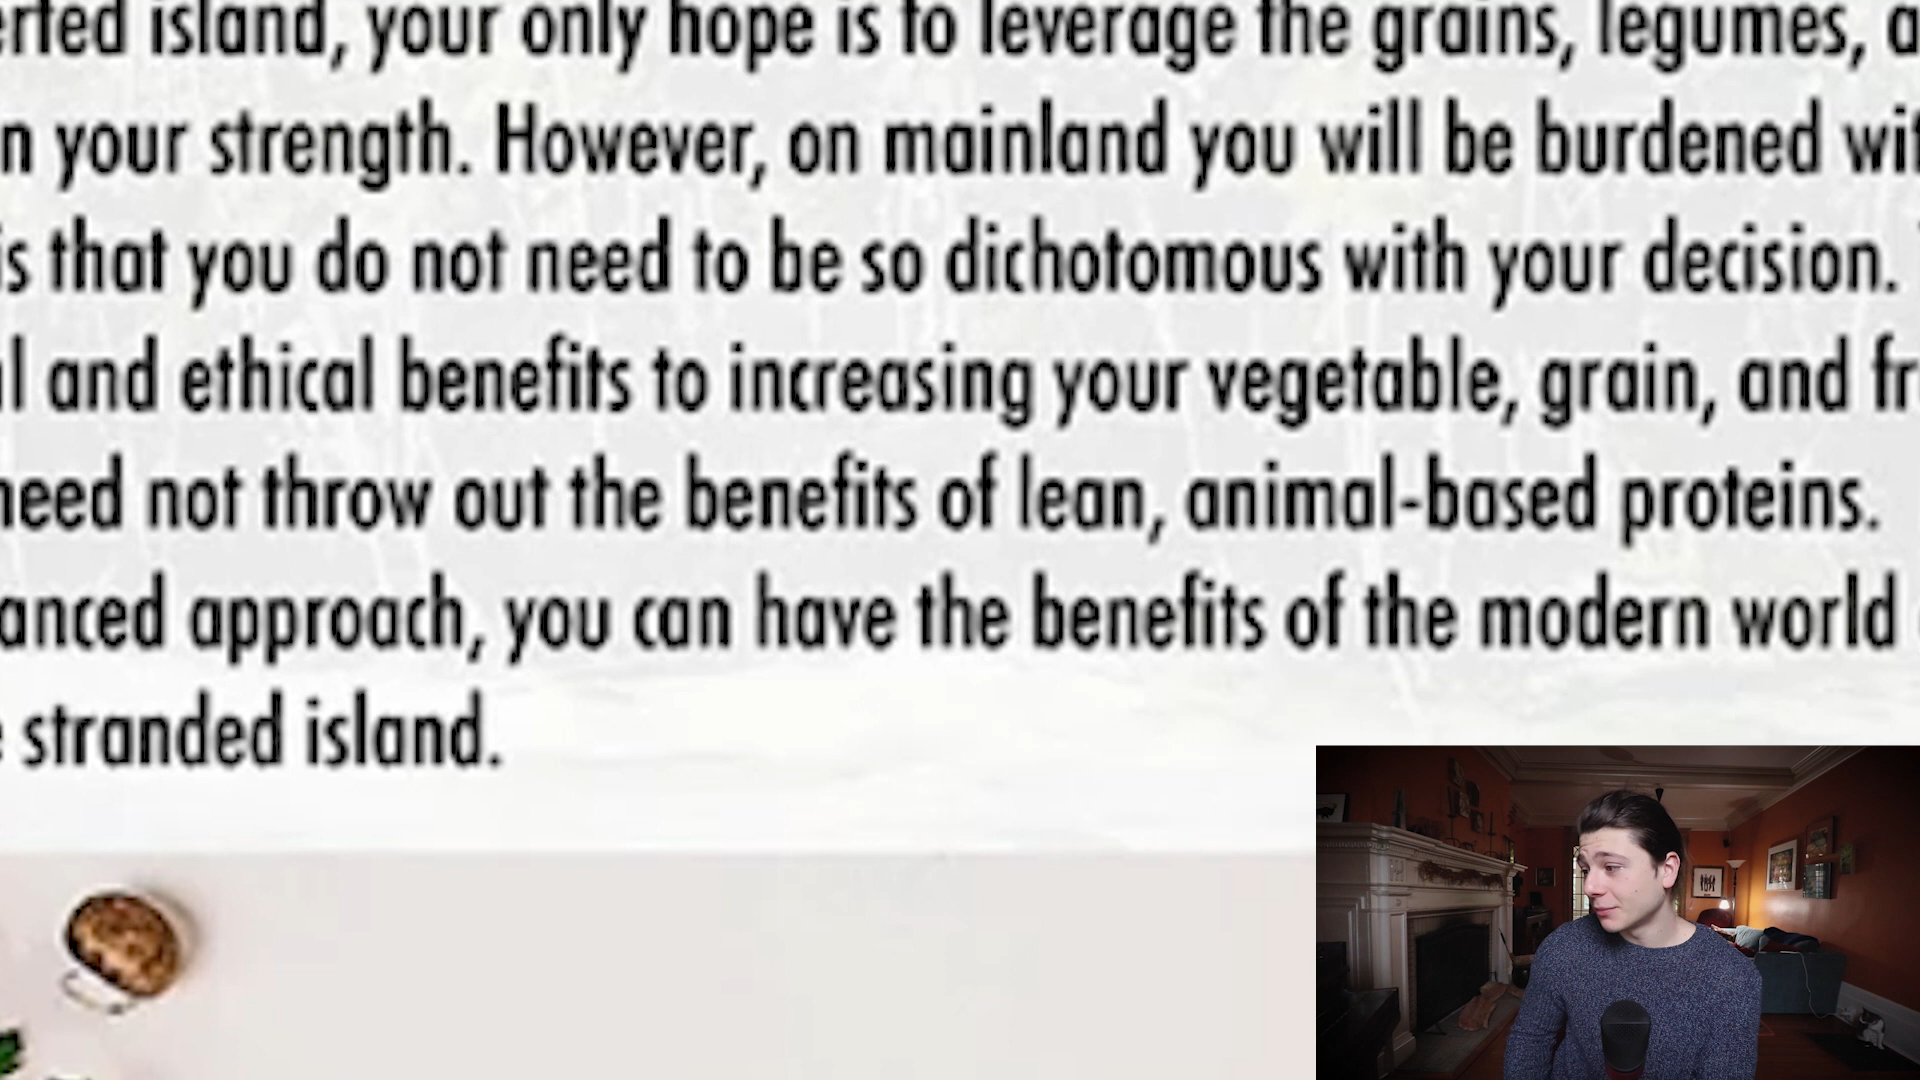 erted island, your only hope is to leverage the grains, legumes, a
n your strength. However, on mainland you will be burdened wit
is that you do not need to be so dichotomous with your decision.
l and ethical benefits to increasing your vegetable, grain, and fr
need not throw out the benefits of lean, animal-based proteins.
anced approach, you can have the benefits of the modern world
stranded island.